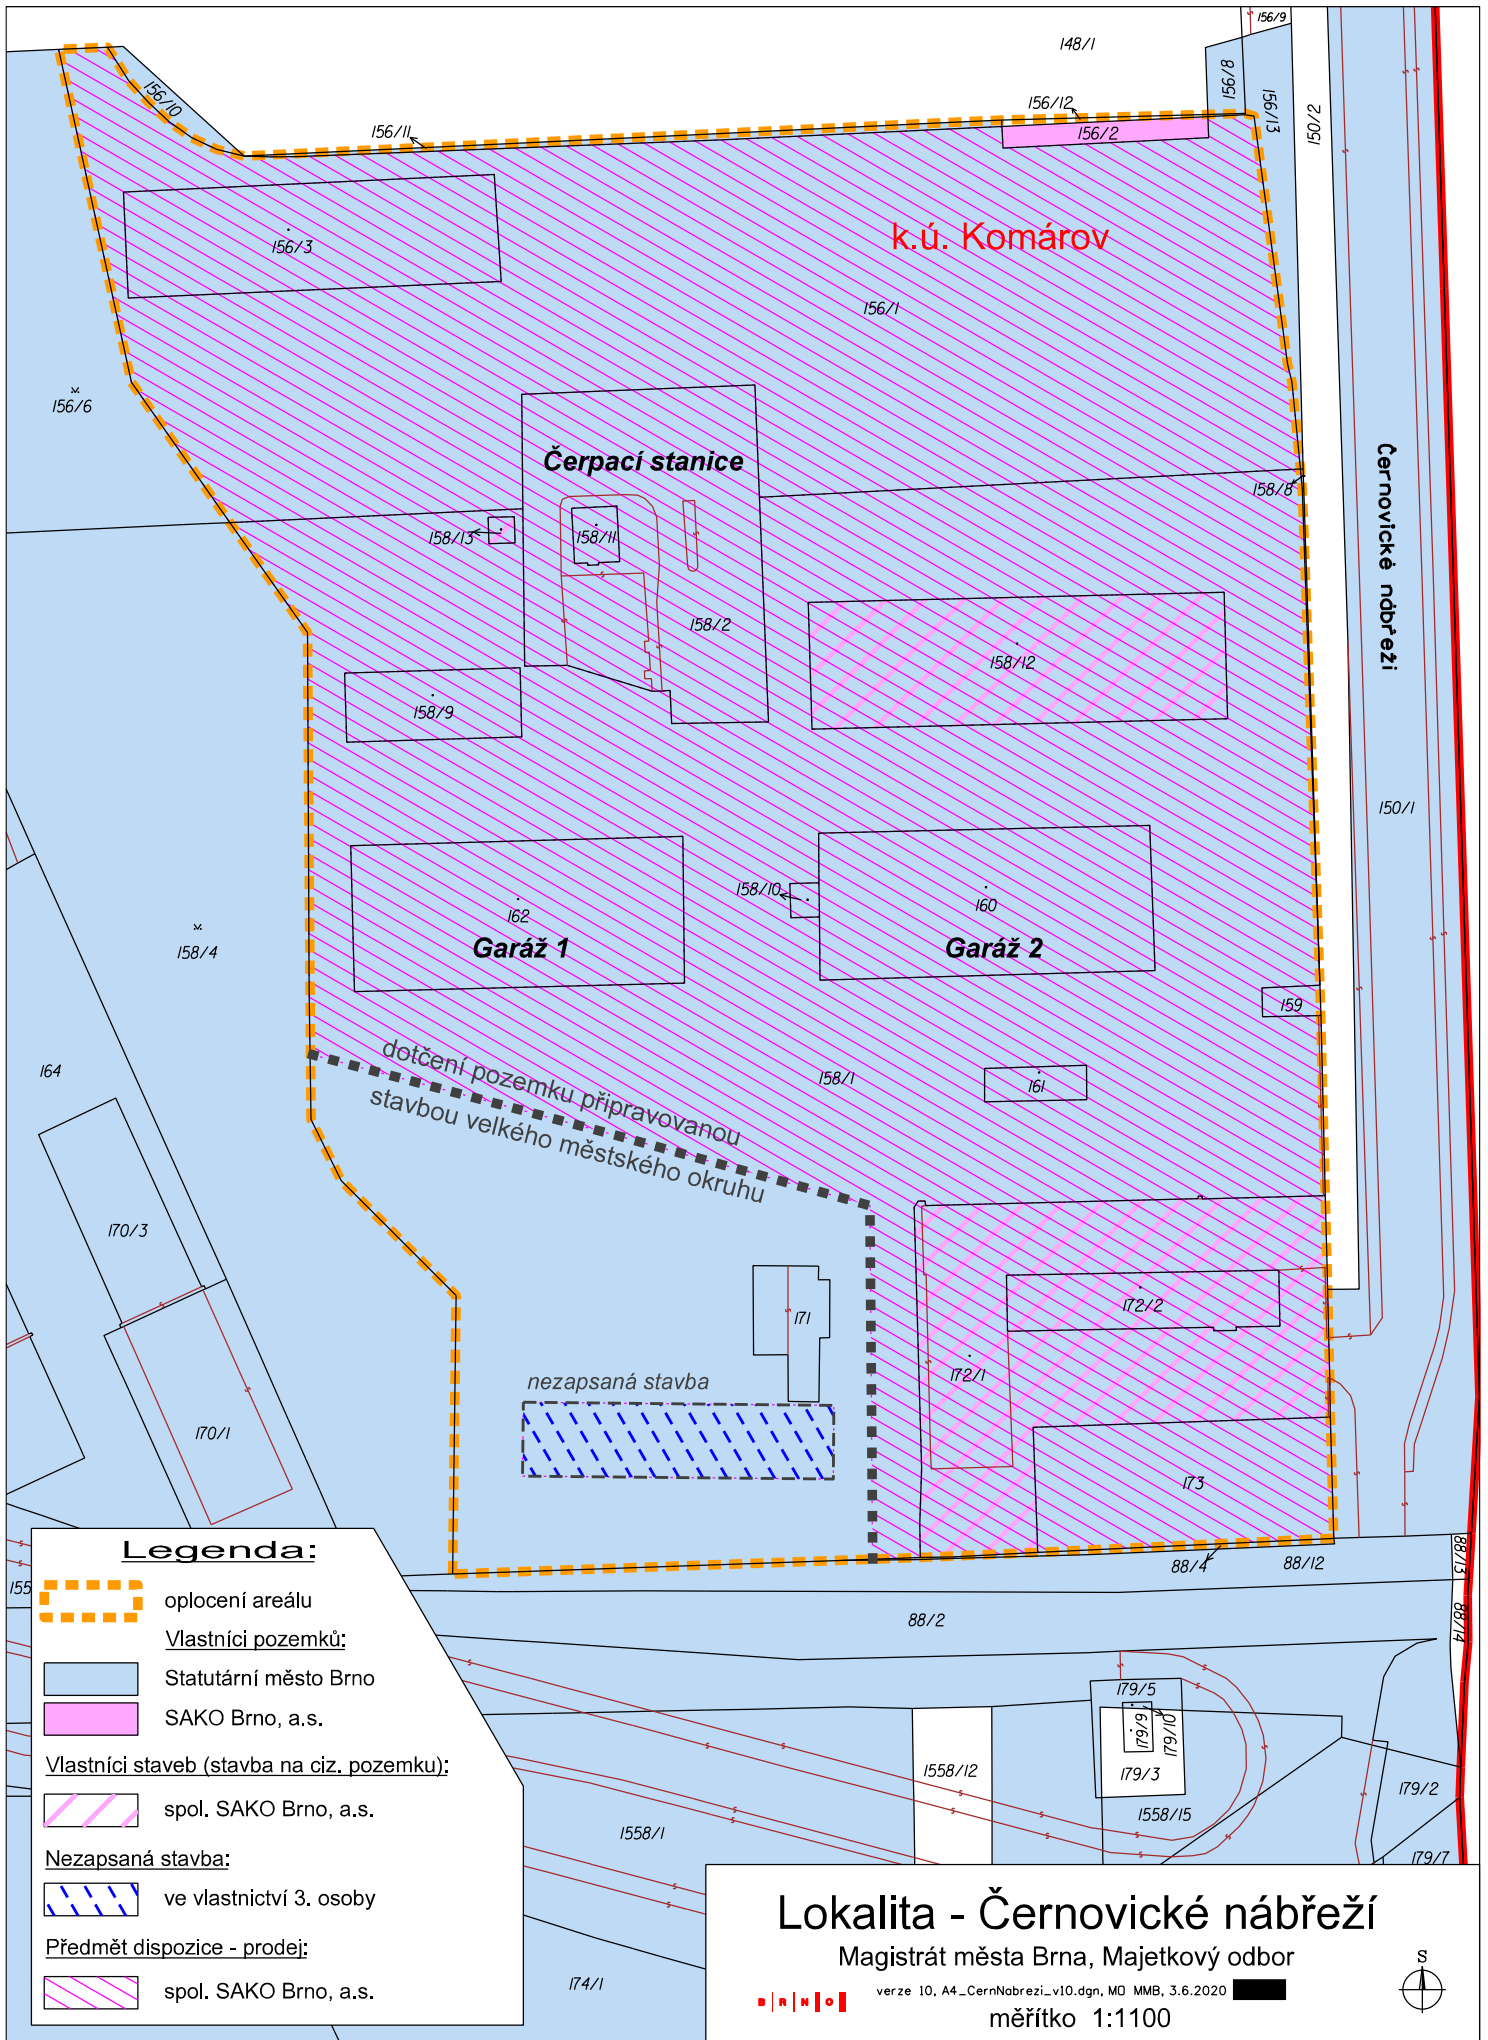 156/9
148/1
156/8
156/10
156/12
156/13
150/2
156/11
156/2
156/3
k.ú. Komárov
156/1
156/6
Čerpací stanice
Černovické nábřeží
158/8
158/13
158/11
158/2
158/12
158/9
150/1
158/10
162
160
Garáž 1
Garáž 2
158/4
159
dotčení pozemku připravovanou
stavbou velkého městského okruhu
158/1
161
164
170/3
171
172/2
172/1
nezapsaná stavba
170/1
173
88/4
88/12
88/13
88/14
88/2
155
Legenda:
oplocení areálu
Vlastníci pozemků:
Statutární město Brno
SAKO Brno, a.s.
Vlastníci staveb (stavba na ciz. pozemku):
spol. SAKO Brno, a.s.
Nezapsaná stavba:
ve vlastnictví 3. osoby
Předmět dispozice - prodej:
spol. SAKO Brno, a.s.
179/5
179/6
179/10
179/3
1558/12
179/2
1558/15
1558/1
179/7
174/1
Lokalita - Černovické nábřeží
Magistrát města Brna, Majetkový odbor
verze 10, A4_CernNabrezi_v10.dgn, MO MMB, 3.6.2020
B R N O
měřítko 1:1100
S